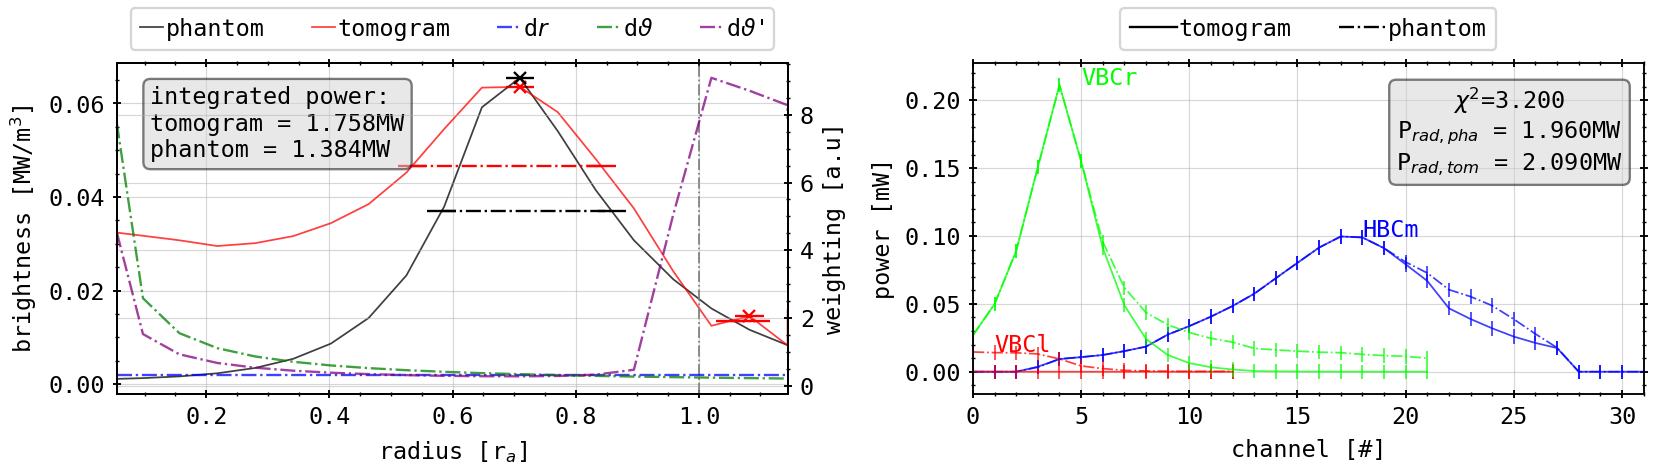 phantom tomogram dr dϑ dϑ'
brightness [MW/m³]
0.06
0.04
0.02
0.00
integrated power:
tomogram = 1.758MW
phantom = 1.384MW
8
6
4
2
0
weighting [a.u]
0.2 0.4 0.6 0.8 1.0
radius [rₐ]
tomogram phantom
power [mW]
0.20
0.15
0.10
0.05
0.00
VBCr
HBCm
VBCl
χ²=3.200
P_{rad,pha} = 1.960MW
P_{rad,tom} = 2.090MW
0 5 10 15 20 25 30
channel [#]